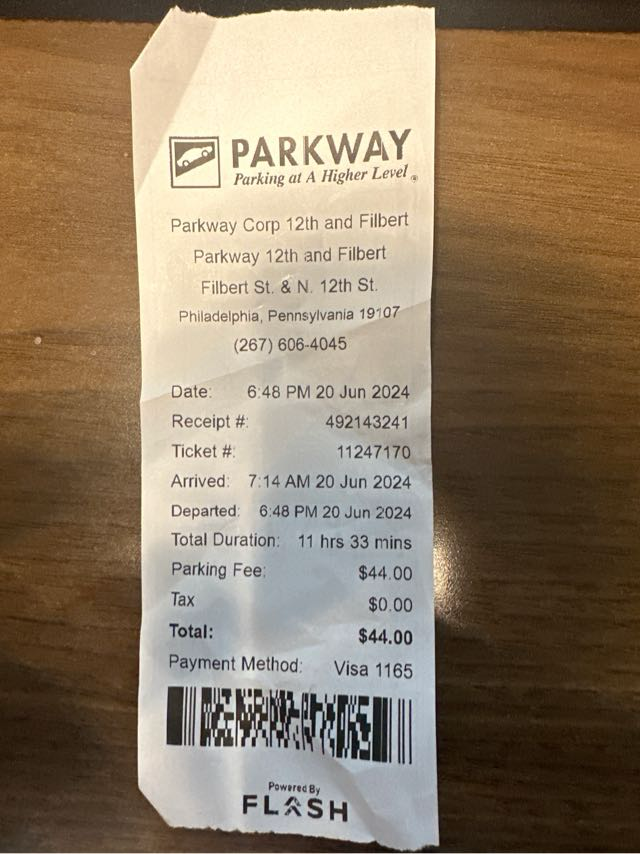 PARKWAY
Parking at A Higher Level ®
Parkway Corp 12th and Filbert
Parkway 12th and Filbert
Filbert St. & N. 12th St.
Philadelphia, Pennsylvania 19107
(267) 606-4045
Date: 6:48 PM 20 Jun 2024
Receipt #: 492143241
Ticket #: 11247170
Arrived: 7:14 AM 20 Jun 2024
Departed: 6:48 PM 20 Jun 2024
Total Duration: 11 hrs 33 mins
Parking Fee: $44.00
Tax $0.00
Total: $44.00
Payment Method: Visa 1165
Powered By
FLASH